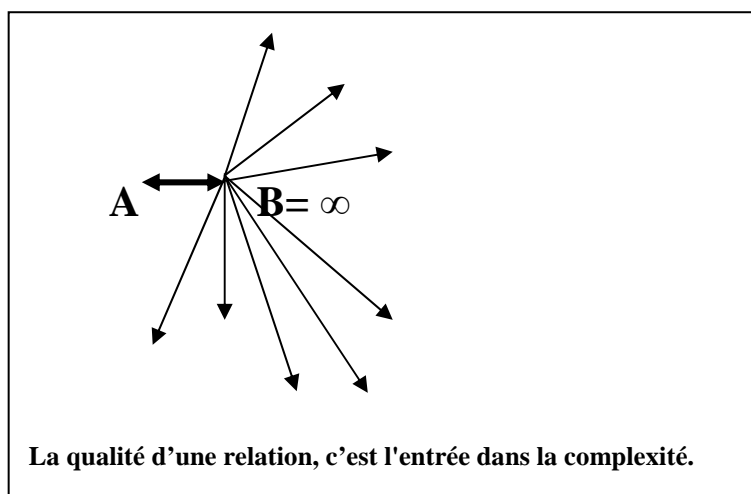 A B= ∞
La qualité d’une relation, c’est l'entrée dans la complexité.